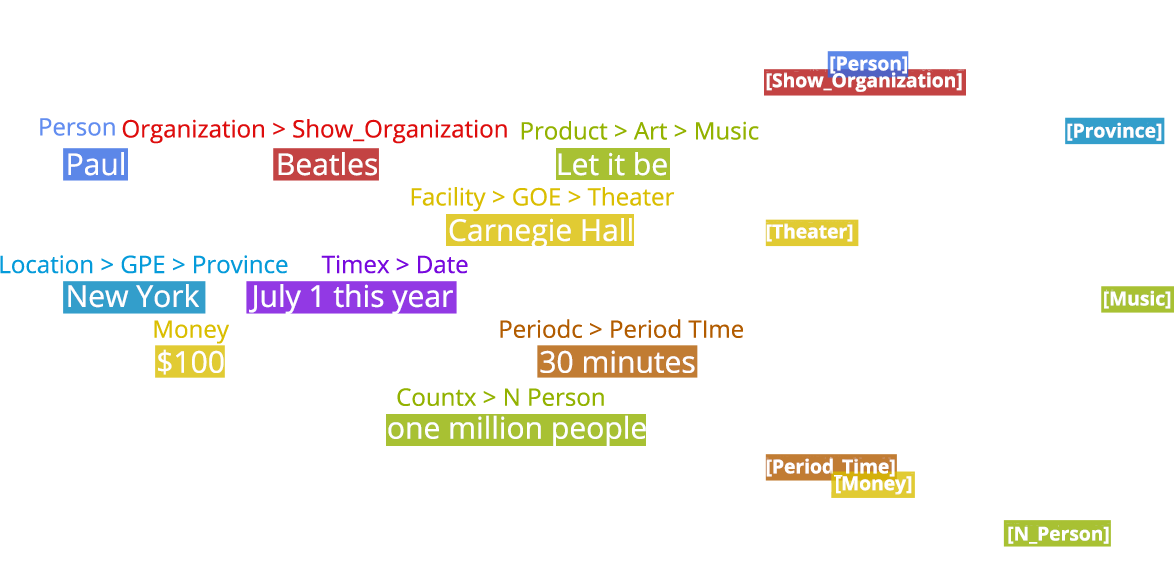 [Person]
[Show_Organization]
Person Organization > Show_Organization Product > Art > Music
[Province]
Paul Beatles Let it be
Facility > GOE > Theater
Carnegie Hall [Theater]
Location > GPE > Province Timex > Date
New York July 1 this year [Music]
Money Periodc > Period TIme
$100 30 minutes
Countx > N Person
one million people
[Period_Time]
[Money]
[N_Person]